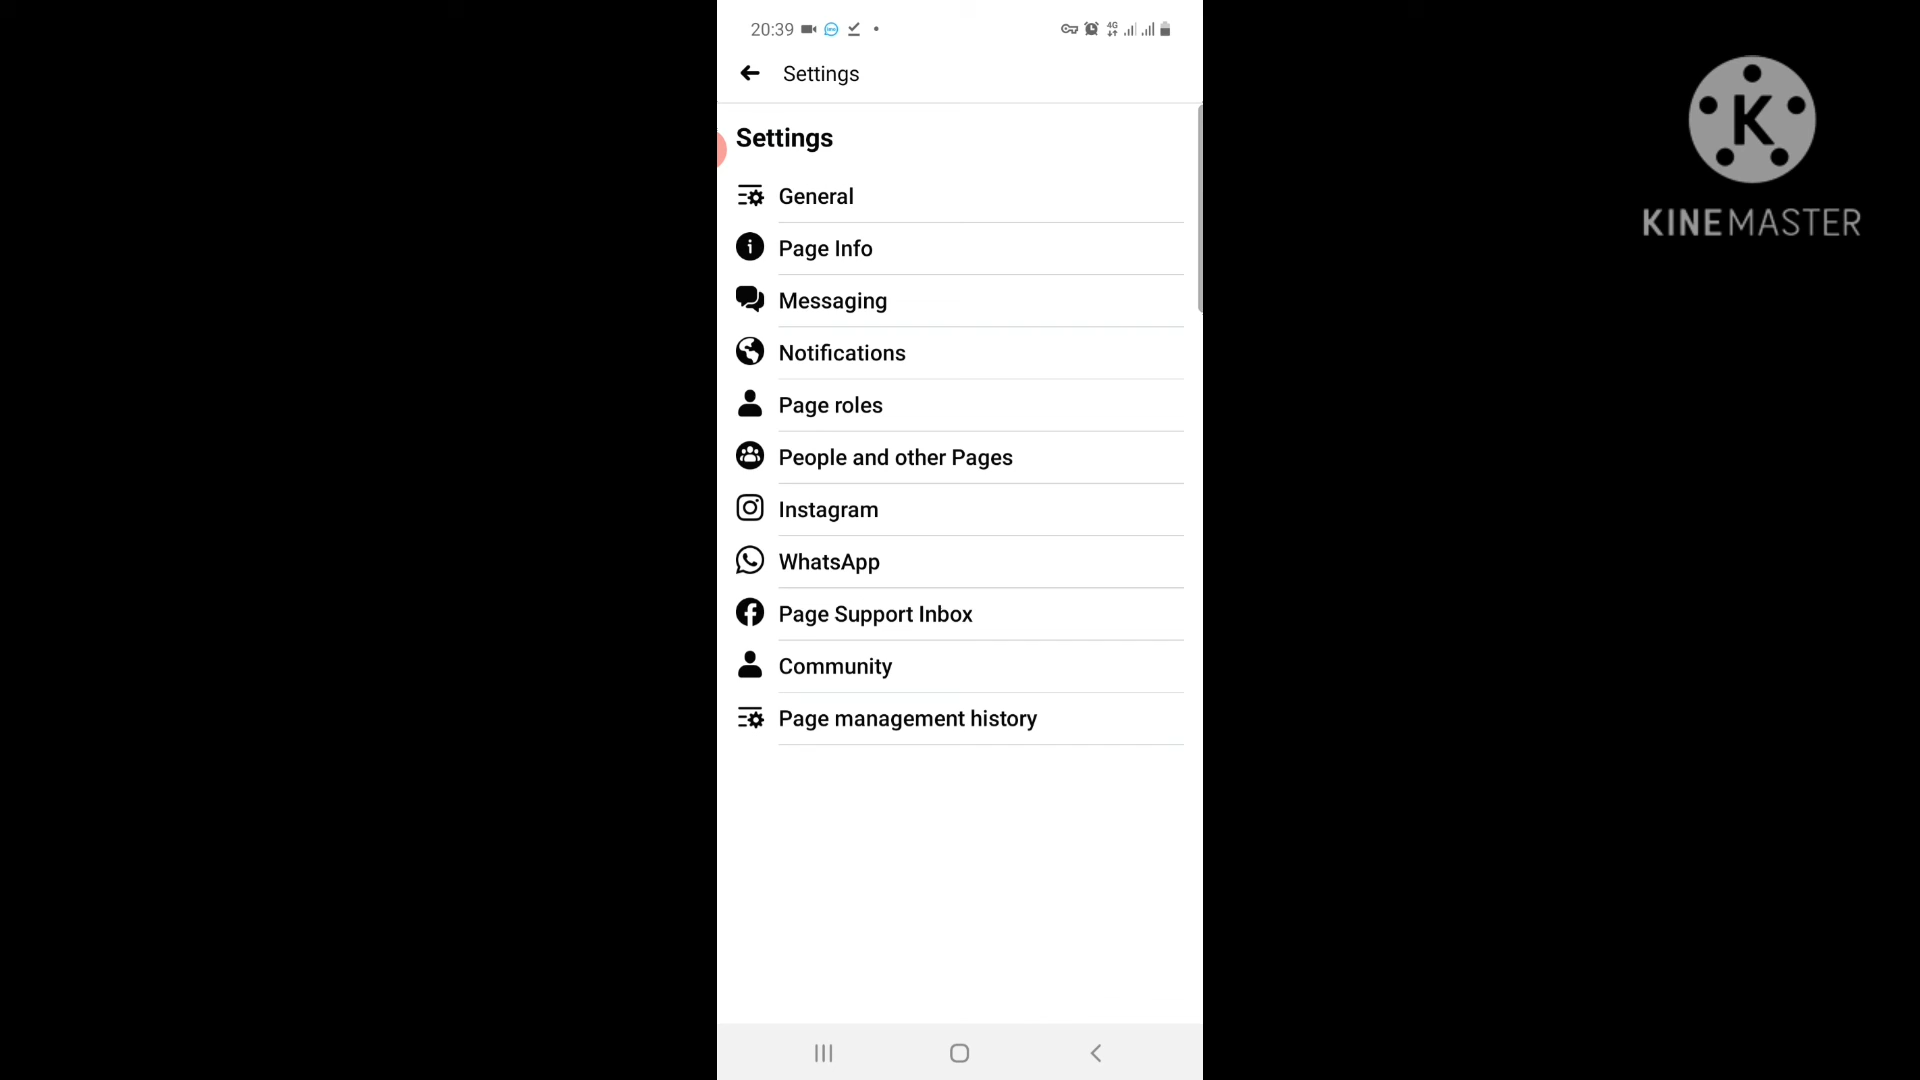 20:39
4G
Settings
Settings
General
Page Info
Messaging
Notifications
Page roles
People and other Pages
Instagram
WhatsApp
Page Support Inbox
Community
Page management history
K
KINEMASTER